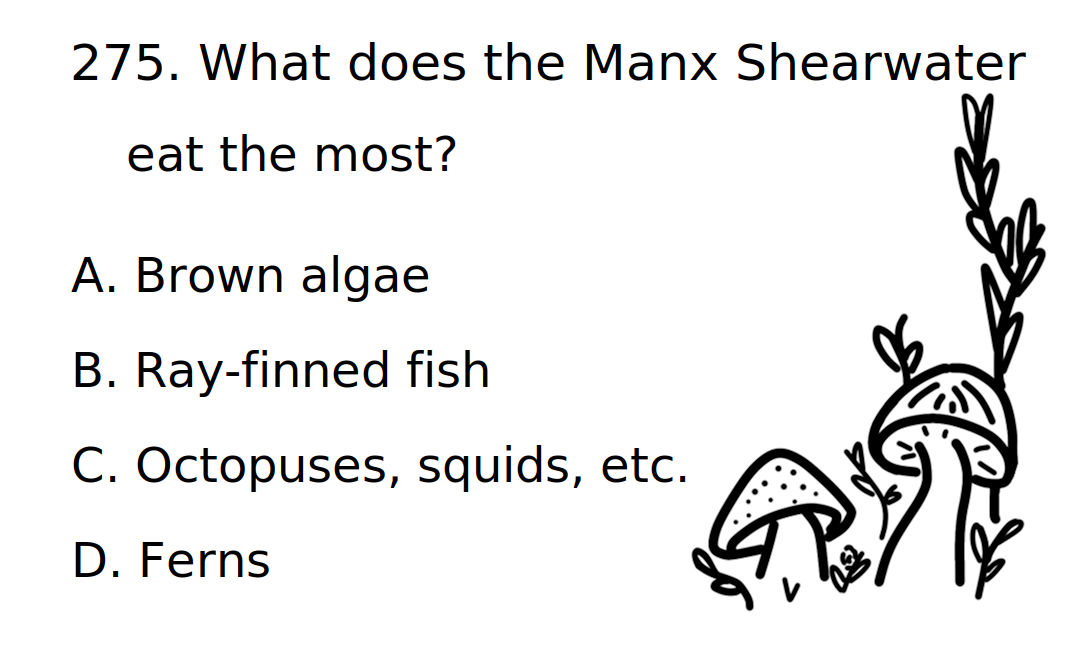 275. What does the Manx Shearwater
eat the most?
A. Brown algae
B. Ray-finned fish
C. Octopuses, squids, etc.
D. Ferns